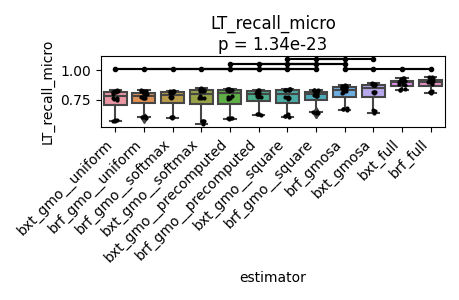 LT_recall_micro
p = 1.34e-23
LT_recall_micro
1.00
0.75
bxt_gmo__uniform
brf_gmo__uniform
brf_gmo__softmax
bxt_gmo__softmax
bxt_gmo__precomputed
brf_gmo__precomputed
bxt_gmo__square
brf_gmo__square
brf_gmosa
bxt_gmosa
bxt_full
brf_full
estimator